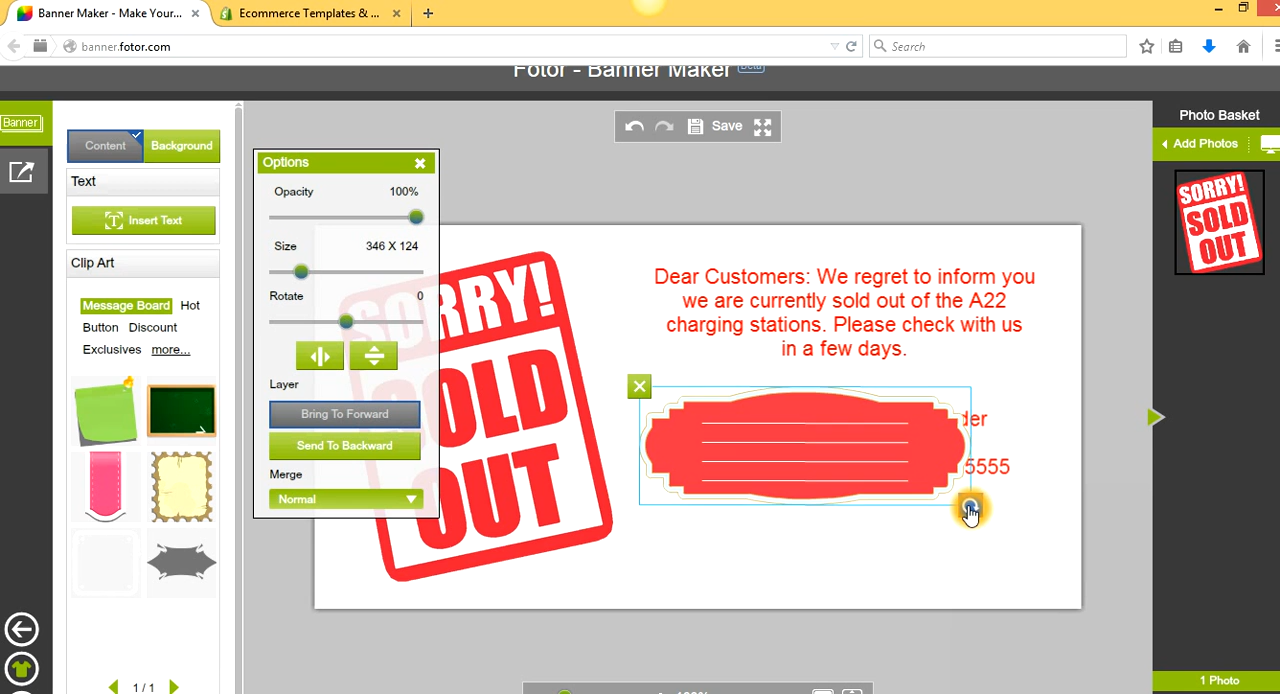 Banner Maker - Make Your...
Ecommerce Templates & ...
banner.fotor.com
Search
Fotor - Banner Maker Beta
Banner
Content
Background
Text
Insert Text
Clip Art
Message Board Hot
Button Discount
Exclusives more...
1 / 1
Save
Options
Opacity 100%
Size 346 X 124
Rotate 0
Layer
Bring To Forward
Send To Backward
Merge
Normal
SORRY!
SOLD
OUT
Dear Customers: We regret to inform you
we are currently sold out of the A22
charging stations. Please check with us
in a few days.
der
5555
Photo Basket
Add Photos
SORRY!
SOLD
OUT
1 Photo